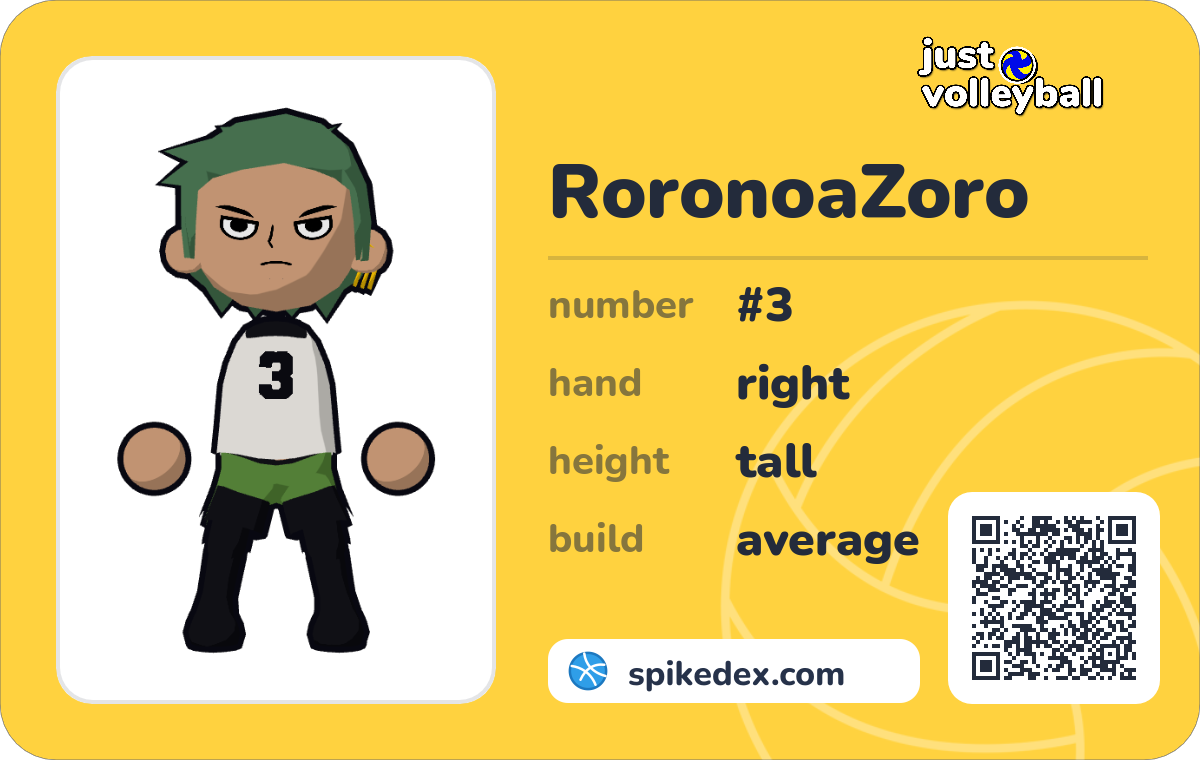 just
volleyball
RoronoaZoro
number #3
hand right
height tall
build average
3
spikedex.com